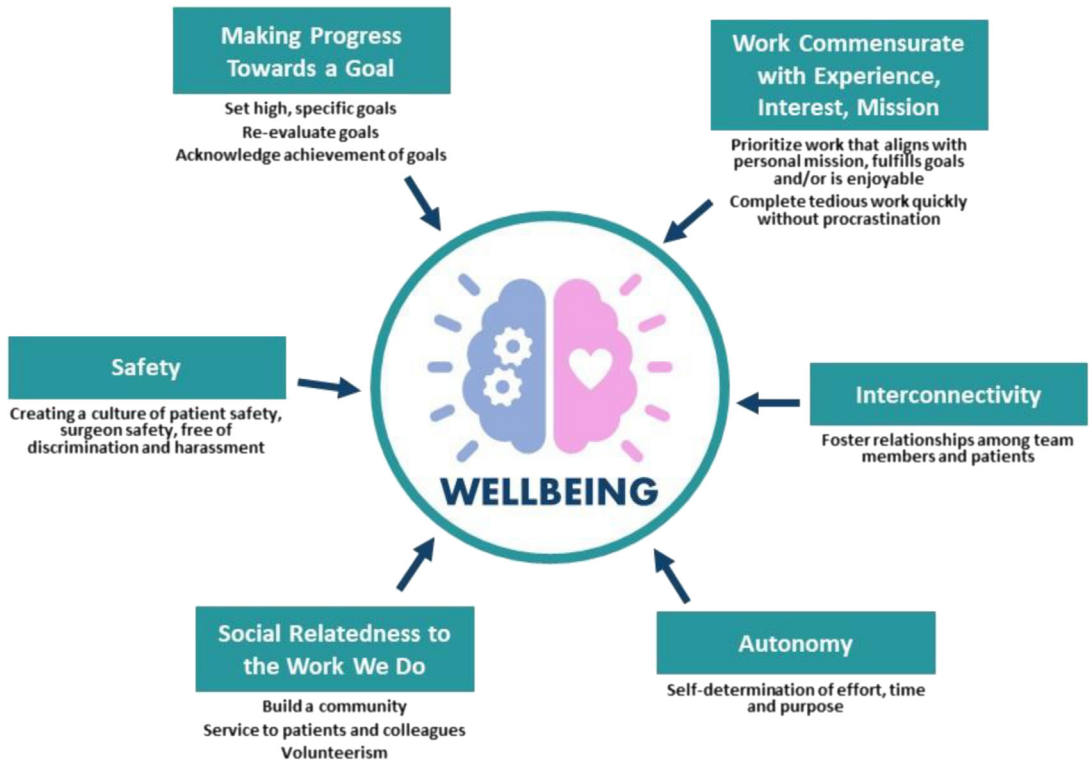 Making Progress
Towards a Goal
Set high, specific goals
Re-evaluate goals
Acknowledge achievement of goals
Work Commensurate
with Experience,
Interest, Mission
Prioritize work that aligns with
personal mission, fulfills goals
and/or is enjoyable
Complete tedious work quickly
without procrastination
Safety
Creating a culture of patient safety,
surgeon safety, free of
discrimination and harassment
WELLBEING
Interconnectivity
Foster relationships among team
members and patients
Social Relatedness to
the Work We Do
Build a community
Service to patients and colleagues
Volunteerism
Autonomy
Self-determination of effort, time
and purpose